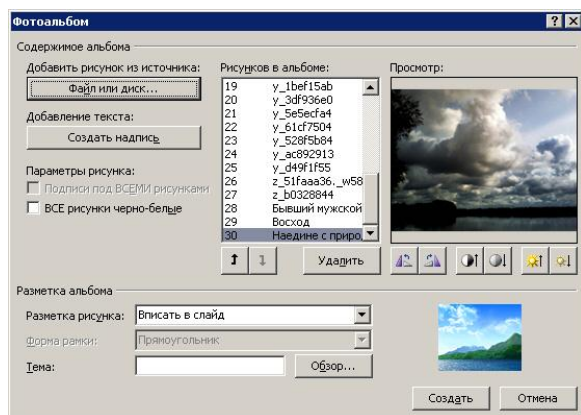 Фотоальбом
Содержимое альбома
Добавить рисунок из источника:
Файл или диск...
Добавление текста:
Создать надпись
Параметры рисунка:
Подписи под ВСЕМИ рисунками
ВСЕ рисунки черно-белые
Рисунков в альбоме:
19 y_1bef15ab
20 y_3df936e0
21 y_5e5ecfa4
22 y_61cf7504
23 y_528f5b84
24 y_ac892913
25 y_d49f1f55
26 z_51faaa36._w58
27 z_b0328844
28 Бывший мужской
29 Восход
30 Наедине с приро
Удалить
Просмотр:
Разметка альбома
Разметка рисунка: Вписать в слайд
Форма рамки: Прямоугольник
Тема: Обзор...
Создать Отмена